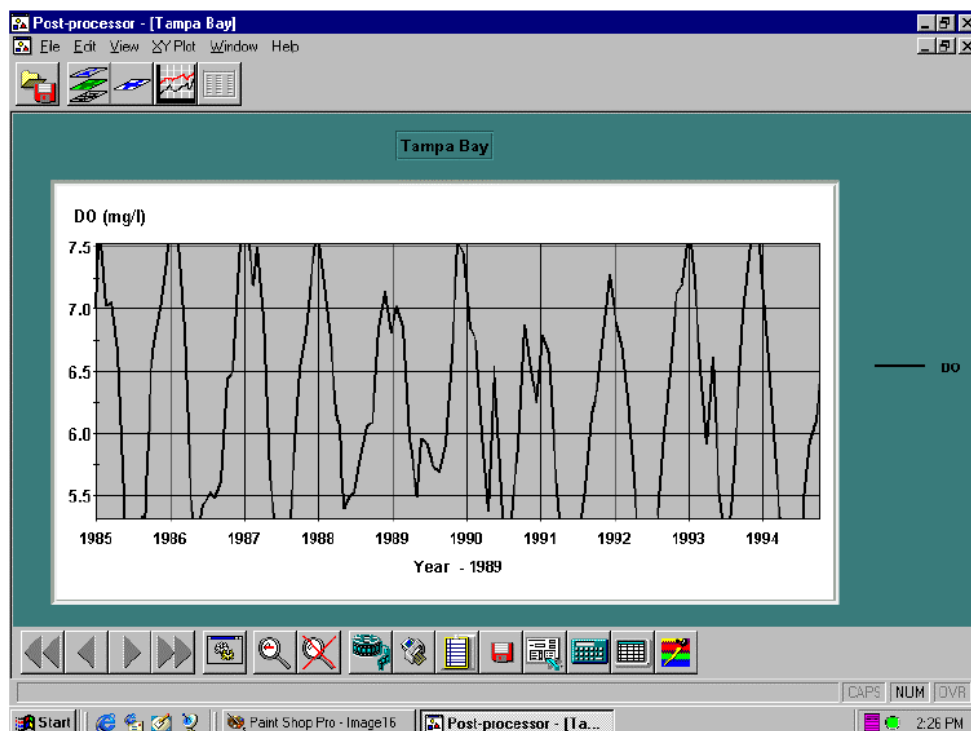 Post-processor - [Tampa Bay]
File Edit View XY Plot Window Help
Tampa Bay
DO (mg/l)
7.5
7.0
6.5
6.0
5.5
1985 1986 1987 1988 1989 1990 1991 1992 1993 1994
Year - 1989
DO
CAPS NUM OVR
Start Paint Shop Pro - Image16 Post-processor - [Ta... 2:26 PM